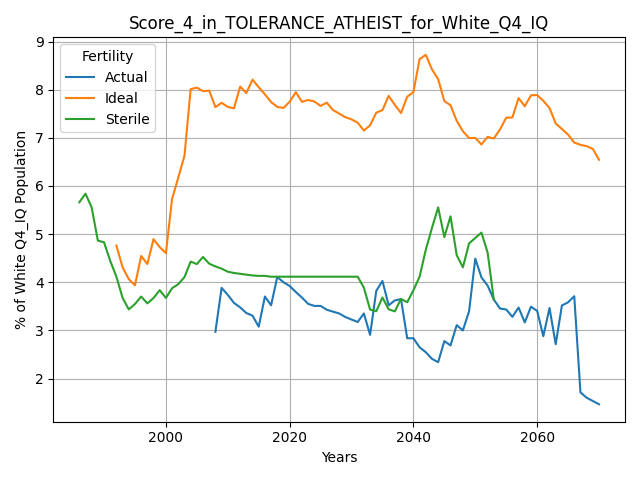 Score_4_in_TOLERANCE_ATHEIST_for_White_Q4_IQ
Fertility
Actual
Ideal
Sterile
% of White Q4_IQ Population
9
8
7
6
5
4
3
2
2000
2020
2040
2060
Years